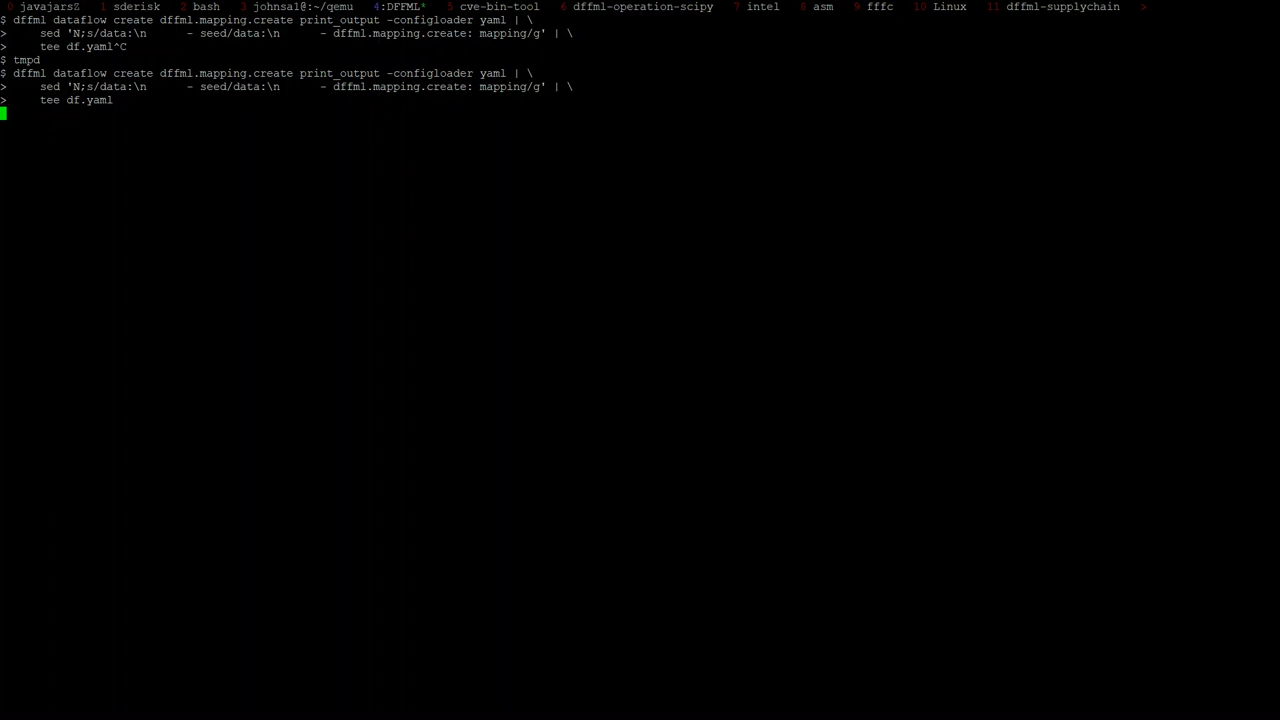 0 javajarsZ 1 sderisk 2 bash 3 johnsa1@:~/qemu 4:DFFML* 5 cve-bin-tool 6 dffml-operation-scipy 7 intel 8 asm 9 fffc 10 Linux 11 dffml-supplychain >
$ dffml dataflow create dffml.mapping.create print_output -configloader yaml | \
>     sed 'N;s/data:\n      - seed/data:\n      - dffml.mapping.create: mapping/g' | \
>     tee df.yaml^C
$ tmpd
$ dffml dataflow create dffml.mapping.create print_output -configloader yaml | \
>     sed 'N;s/data:\n      - seed/data:\n      - dffml.mapping.create: mapping/g' | \
>     tee df.yaml